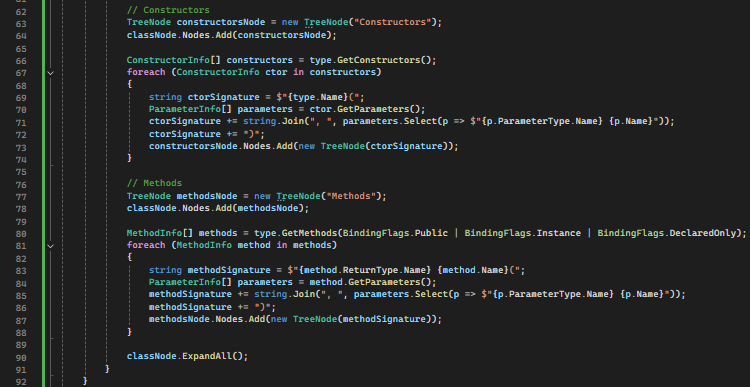 62 // Constructors
63 TreeNode constructorsNode = new TreeNode("Constructors");
64 classNode.Nodes.Add(constructorsNode);
65
66 ConstructorInfo[] constructors = type.GetConstructors();
67 foreach (ConstructorInfo ctor in constructors)
68 {
69 string ctorSignature = $"{type.Name}(";
70 ParameterInfo[] parameters = ctor.GetParameters();
71 ctorSignature += string.Join(", ", parameters.Select(p => $"{p.ParameterType.Name} {p.Name}"));
72 ctorSignature += ")";
73 constructorsNode.Nodes.Add(new TreeNode(ctorSignature));
74 }
75
76 // Methods
77 TreeNode methodsNode = new TreeNode("Methods");
78 classNode.Nodes.Add(methodsNode);
79
80 MethodInfo[] methods = type.GetMethods(BindingFlags.Public | BindingFlags.Instance | BindingFlags.DeclaredOnly);
81 foreach (MethodInfo method in methods)
82 {
83 string methodSignature = $"{method.ReturnType.Name} {method.Name}(";
84 ParameterInfo[] parameters = method.GetParameters();
85 methodSignature += string.Join(", ", parameters.Select(p => $"{p.ParameterType.Name} {p.Name}"));
86 methodSignature += ")";
87 methodsNode.Nodes.Add(new TreeNode(methodSignature));
88 }
89
90 classNode.ExpandAll();
91 }
92 }